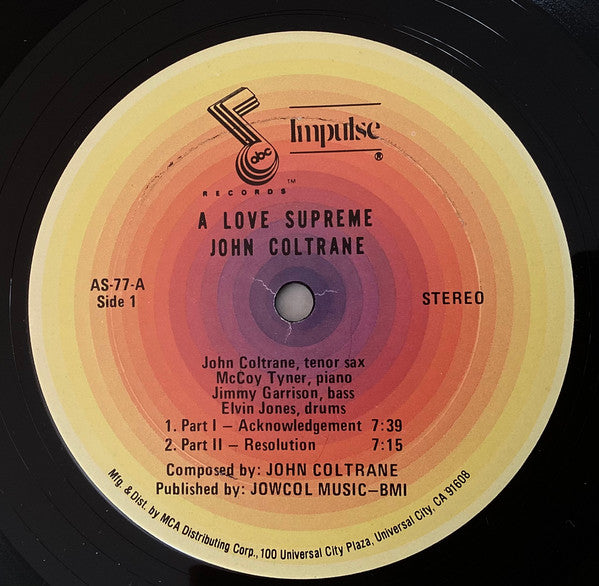 abc
RECORDS™
Impulse
®
A LOVE SUPREME
JOHN COLTRANE
AS-77-A
Side 1
STEREO
John Coltrane, tenor sax
McCoy Tyner, piano
Jimmy Garrison, bass
Elvin Jones, drums
1. Part I – Acknowledgement 7:39
2. Part II – Resolution 7:15
Composed by: JOHN COLTRANE
Published by: JOWCOL MUSIC–BMI
Mfg. & Dist. by MCA Distributing Corp., 100 Universal City Plaza, Universal City, CA 91608